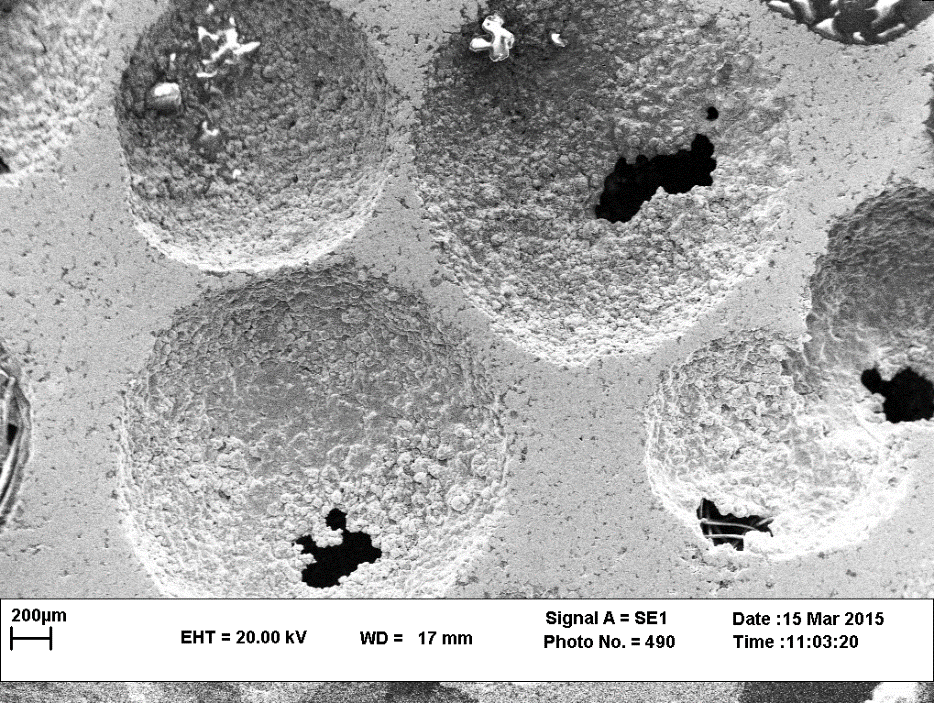 200µm
EHT = 20.00 kV
WD = 17 mm
Signal A = SE1
Photo No. = 490
Date :15 Mar 2015
Time :11:03:20